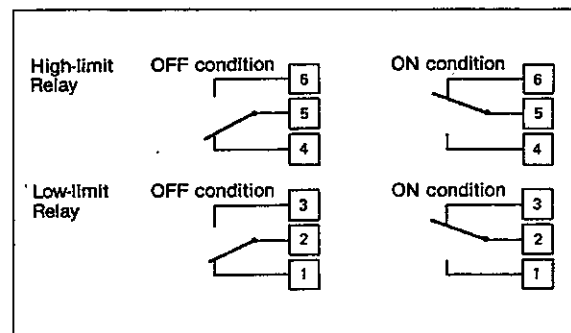 High-limit Relay OFF condition 6 ON condition 6
5 5
4 4
Low-limit Relay OFF condition 3 ON condition 3
2 2
1 1